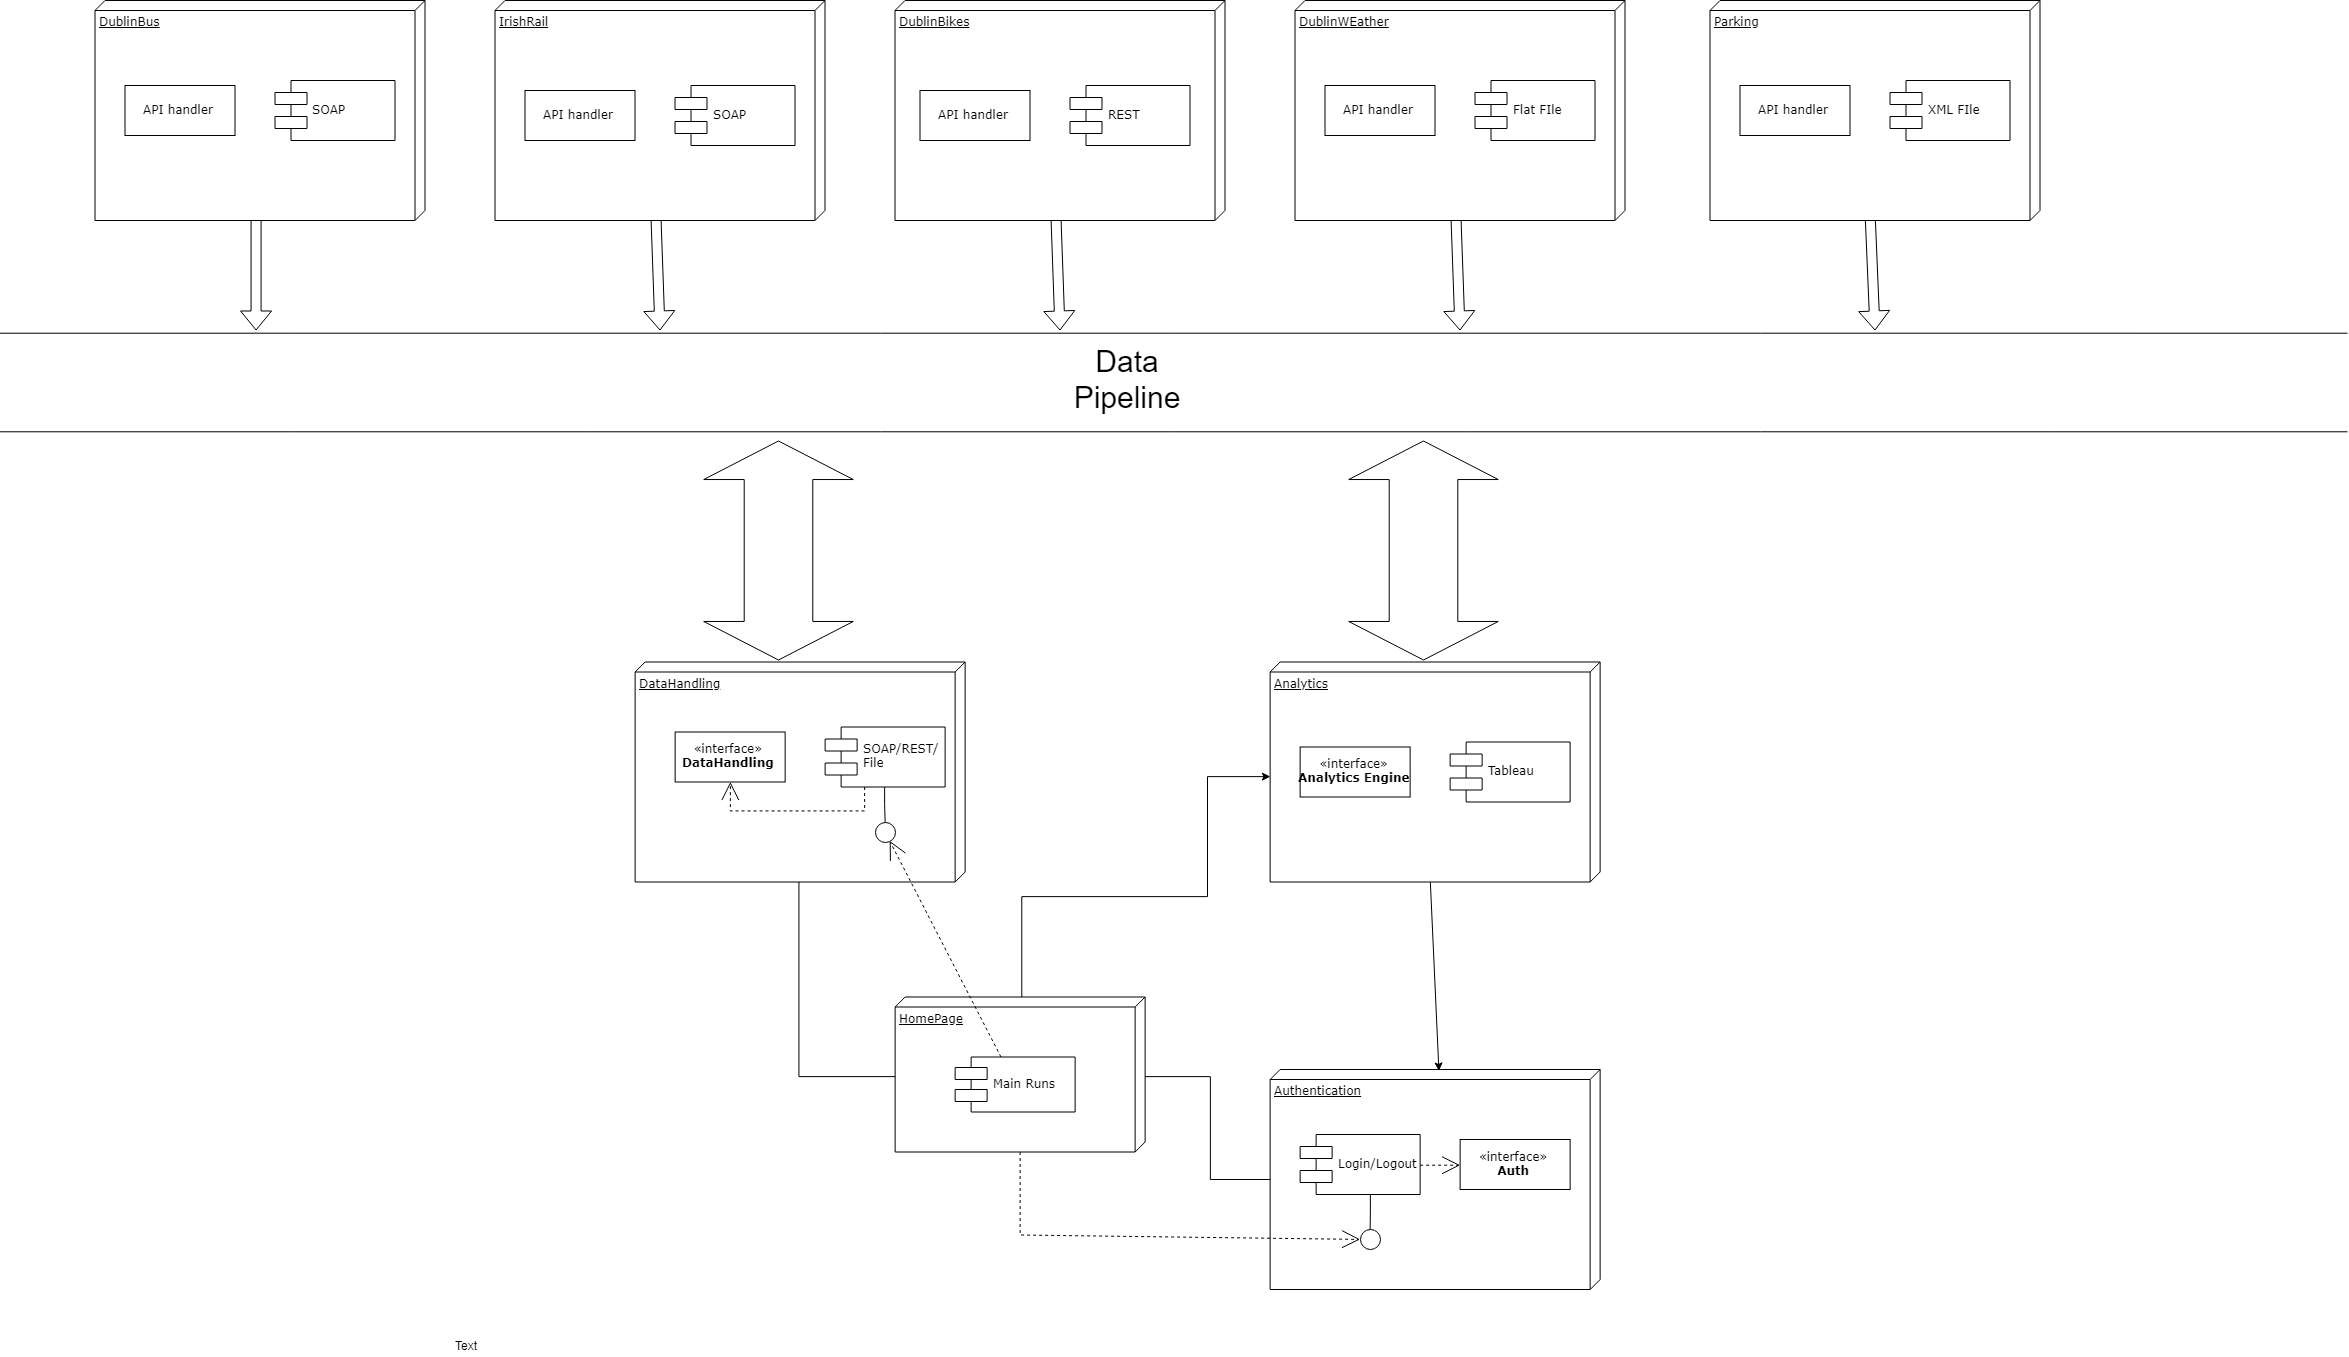 DublinBus
IrishRail
DublinBikes
DublinWEather
Parking
API handler
SOAP
API handler
SOAP
API handler
REST
API handler
Flat FIle
API handler
XML FIle
Data
Pipeline
DataHandling
«interface»
DataHandling
SOAP/REST/
File
Analytics
«interface»
Analytics Engine
Tableau
HomePage
Main Runs
Authentication
Login/Logout
«interface»
Auth
Text